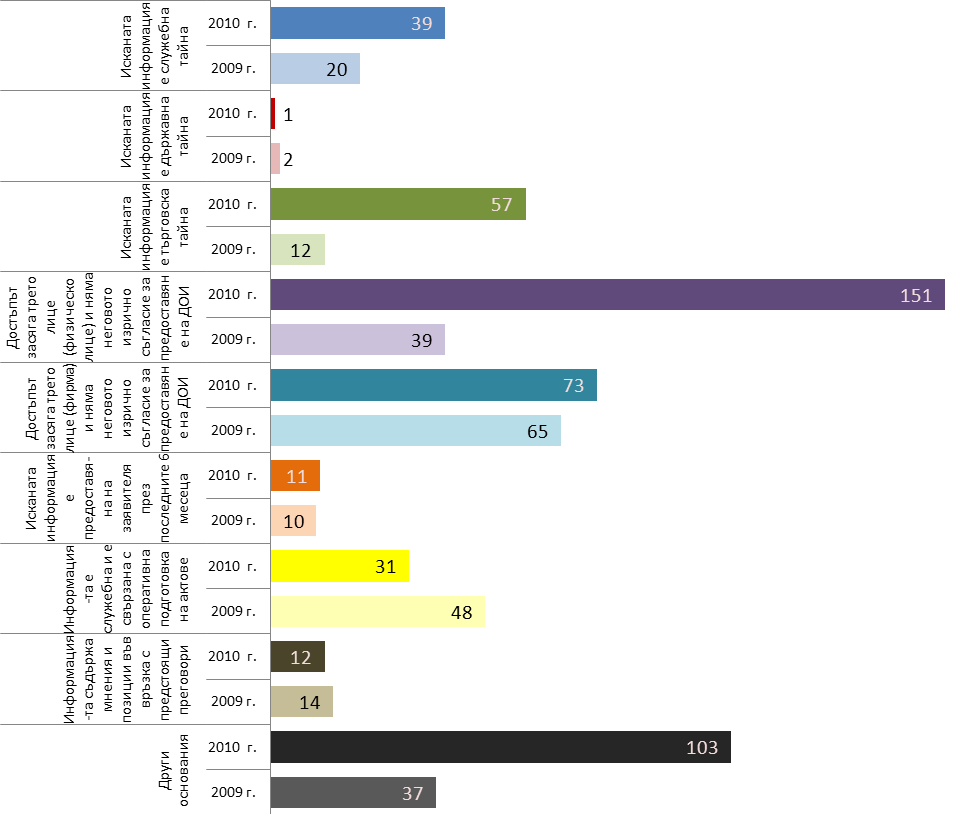 Исканата
информация
е служебна
тайна
2010 г.
39
2009 г.
20
Исканата
информация
е държавна
тайна
2010 г.
1
2009 г.
2
Исканата
информация
е търговска
тайна
2010 г.
57
2009 г.
12
Достъпът
засяга трето
лице
(физическо
лице) и няма
неговото
изрично
съгласие за
предоставян
е на ДОИ
2010 г.
151
2009 г.
39
Достъпът
засяга трето
лице (фирма)
и няма
неговото
изрично
съгласие за
предоставян
е на ДОИ
2010 г.
73
2009 г.
65
Исканата
информация
е
предоставя-
на на
заявителя
през
последните 6
месеца
2010 г.
11
2009 г.
10
Информация
-та е
служебна и е
свързана с
оперативна
подготовка
на актове
2010 г.
31
2009 г.
48
Информация
-та съдържа
мнения и
позиции във
връзка с
предстоящи
преговори
2010 г.
12
2009 г.
14
Други
основания
2010 г.
103
2009 г.
37